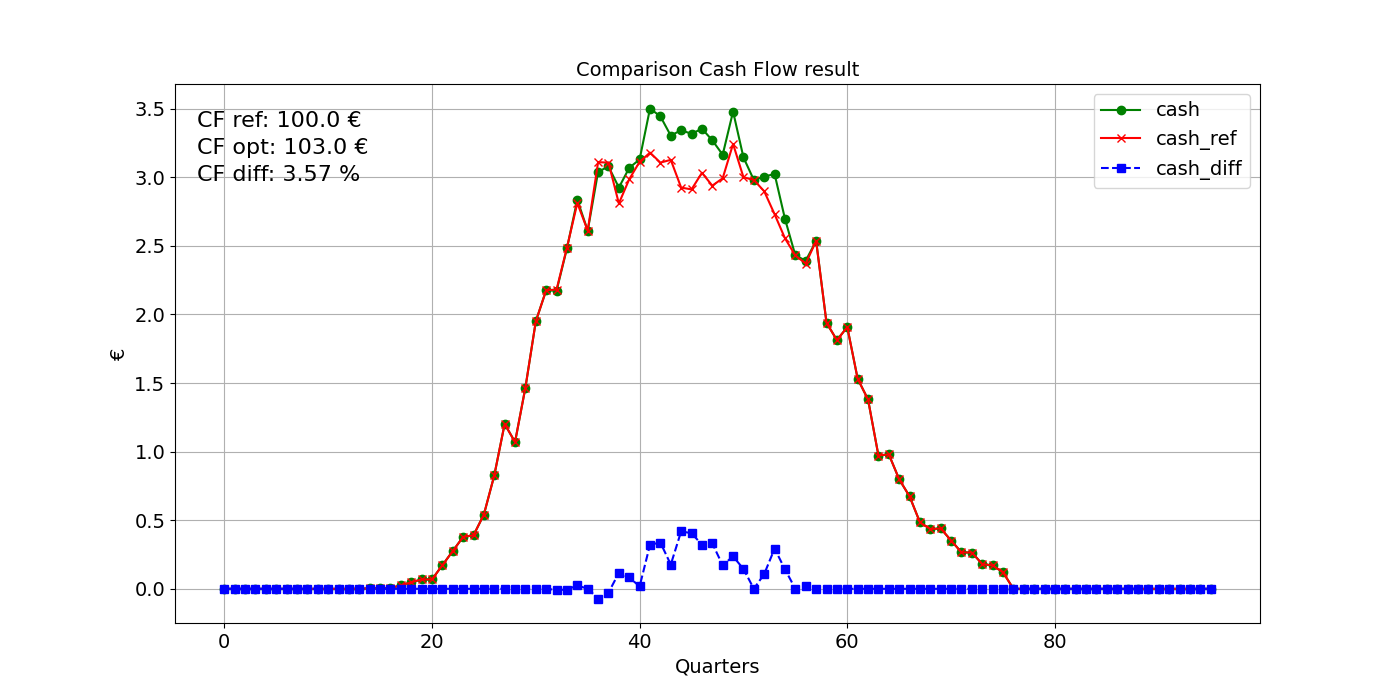 Comparison Cash Flow result
CF ref: 100.0 €
CF opt: 103.0 €
CF diff: 3.57 %
cash
cash_ref
cash_diff
3.5
3.0
2.5
2.0
1.5
1.0
0.5
0.0
€
0 20 40 60 80
Quarters